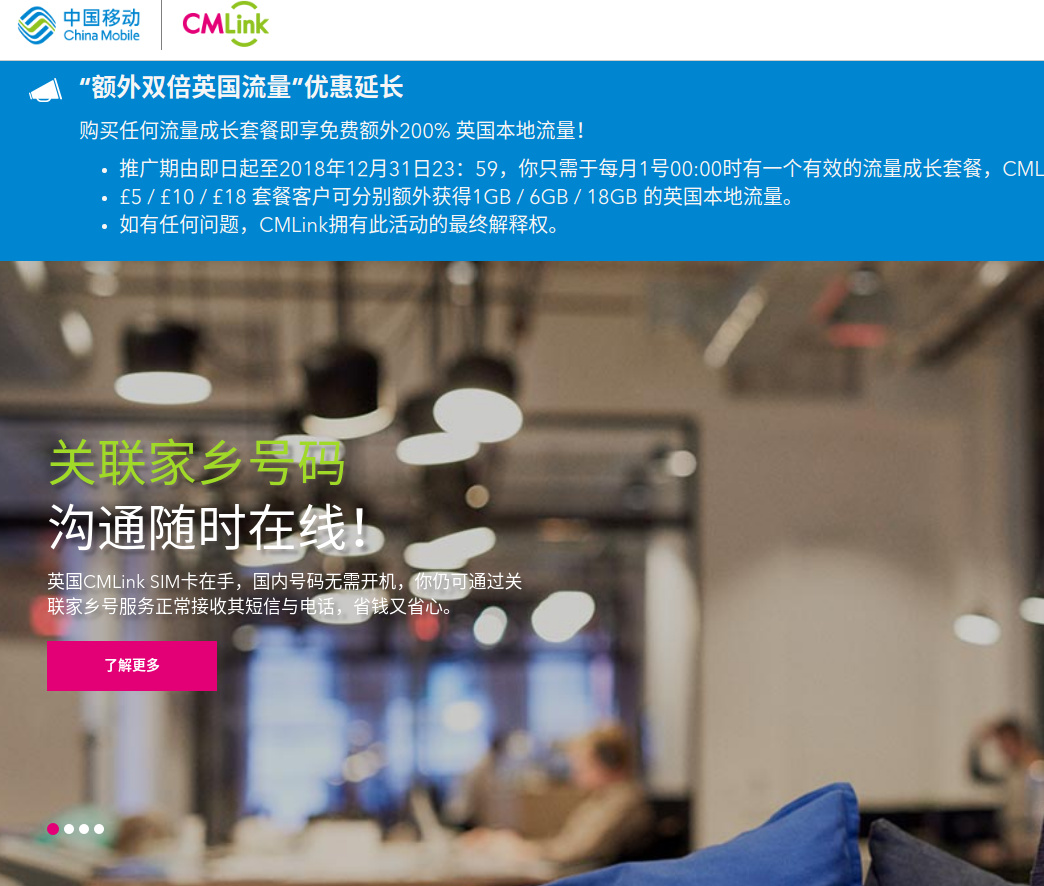 中国移动
China Mobile
CMLink
“额外双倍英国流量”优惠延长
购买任何流量成长套餐即享免费额外200% 英国本地流量！
推广期由即日起至2018年12月31日23：59，你只需于每月1号00:00时有一个有效的流量成长套餐，CML
£5 / £10 / £18 套餐客户可分别额外获得1GB / 6GB / 18GB 的英国本地流量。
如有任何问题，CMLink拥有此活动的最终解释权。
关联家乡号码
沟通随时在线！
英国CMLink SIM卡在手，国内号码无需开机，你仍可通过关
联家乡号服务正常接收其短信与电话，省钱又省心。
了解更多